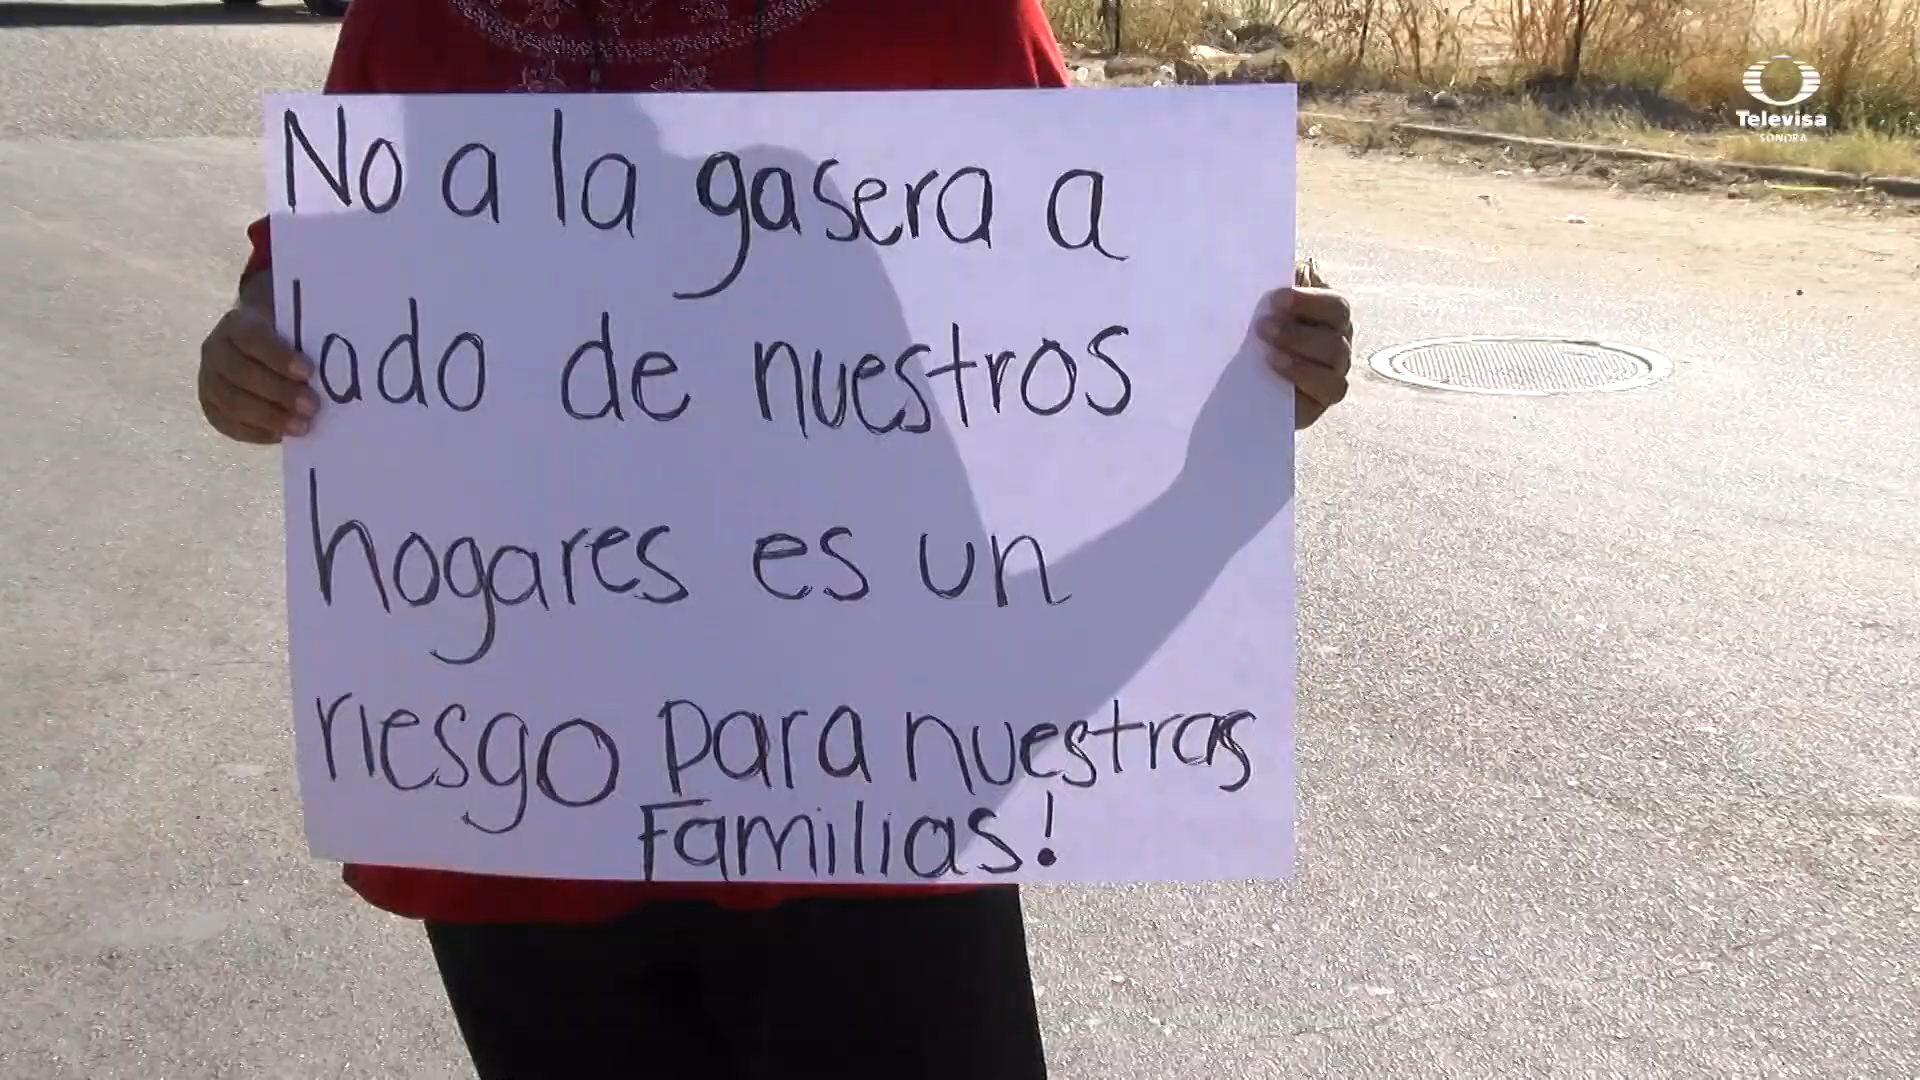 No a la gasera a
lado de nuestros
hogares es un
riesgo para nuestras
Familias!
Televisa
SONORA